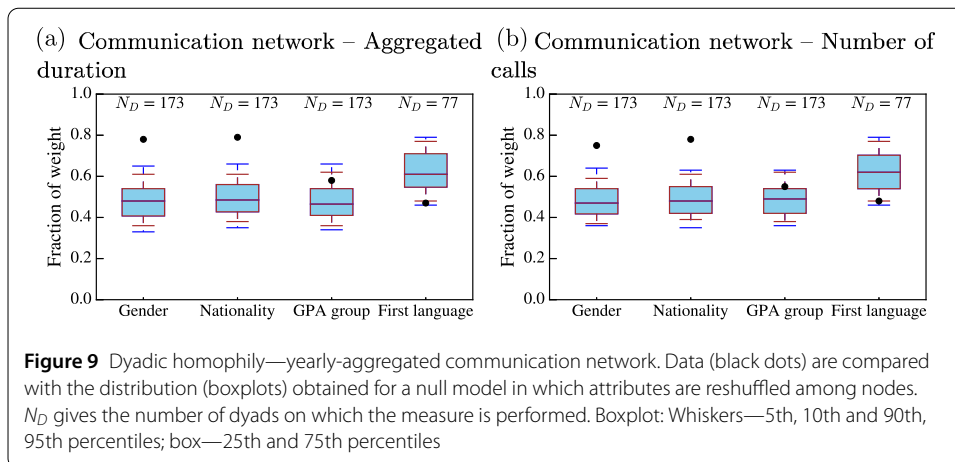 (a) Communication network – Aggregated
duration
N_D = 173 N_D = 173 N_D = 173 N_D = 77
1.0
0.8
0.6
0.4
0.2
0.0
Fraction of weight
Gender Nationality GPA group First language
(b) Communication network – Number of
calls
N_D = 173 N_D = 173 N_D = 173 N_D = 77
1.0
0.8
0.6
0.4
0.2
0.0
Fraction of weight
Gender Nationality GPA group First language
Figure 9 Dyadic homophily—yearly-aggregated communication network. Data (black dots) are compared
with the distribution (boxplots) obtained for a null model in which attributes are reshuffled among nodes.
N_D gives the number of dyads on which the measure is performed. Boxplot: Whiskers—5th, 10th and 90th,
95th percentiles; box—25th and 75th percentiles